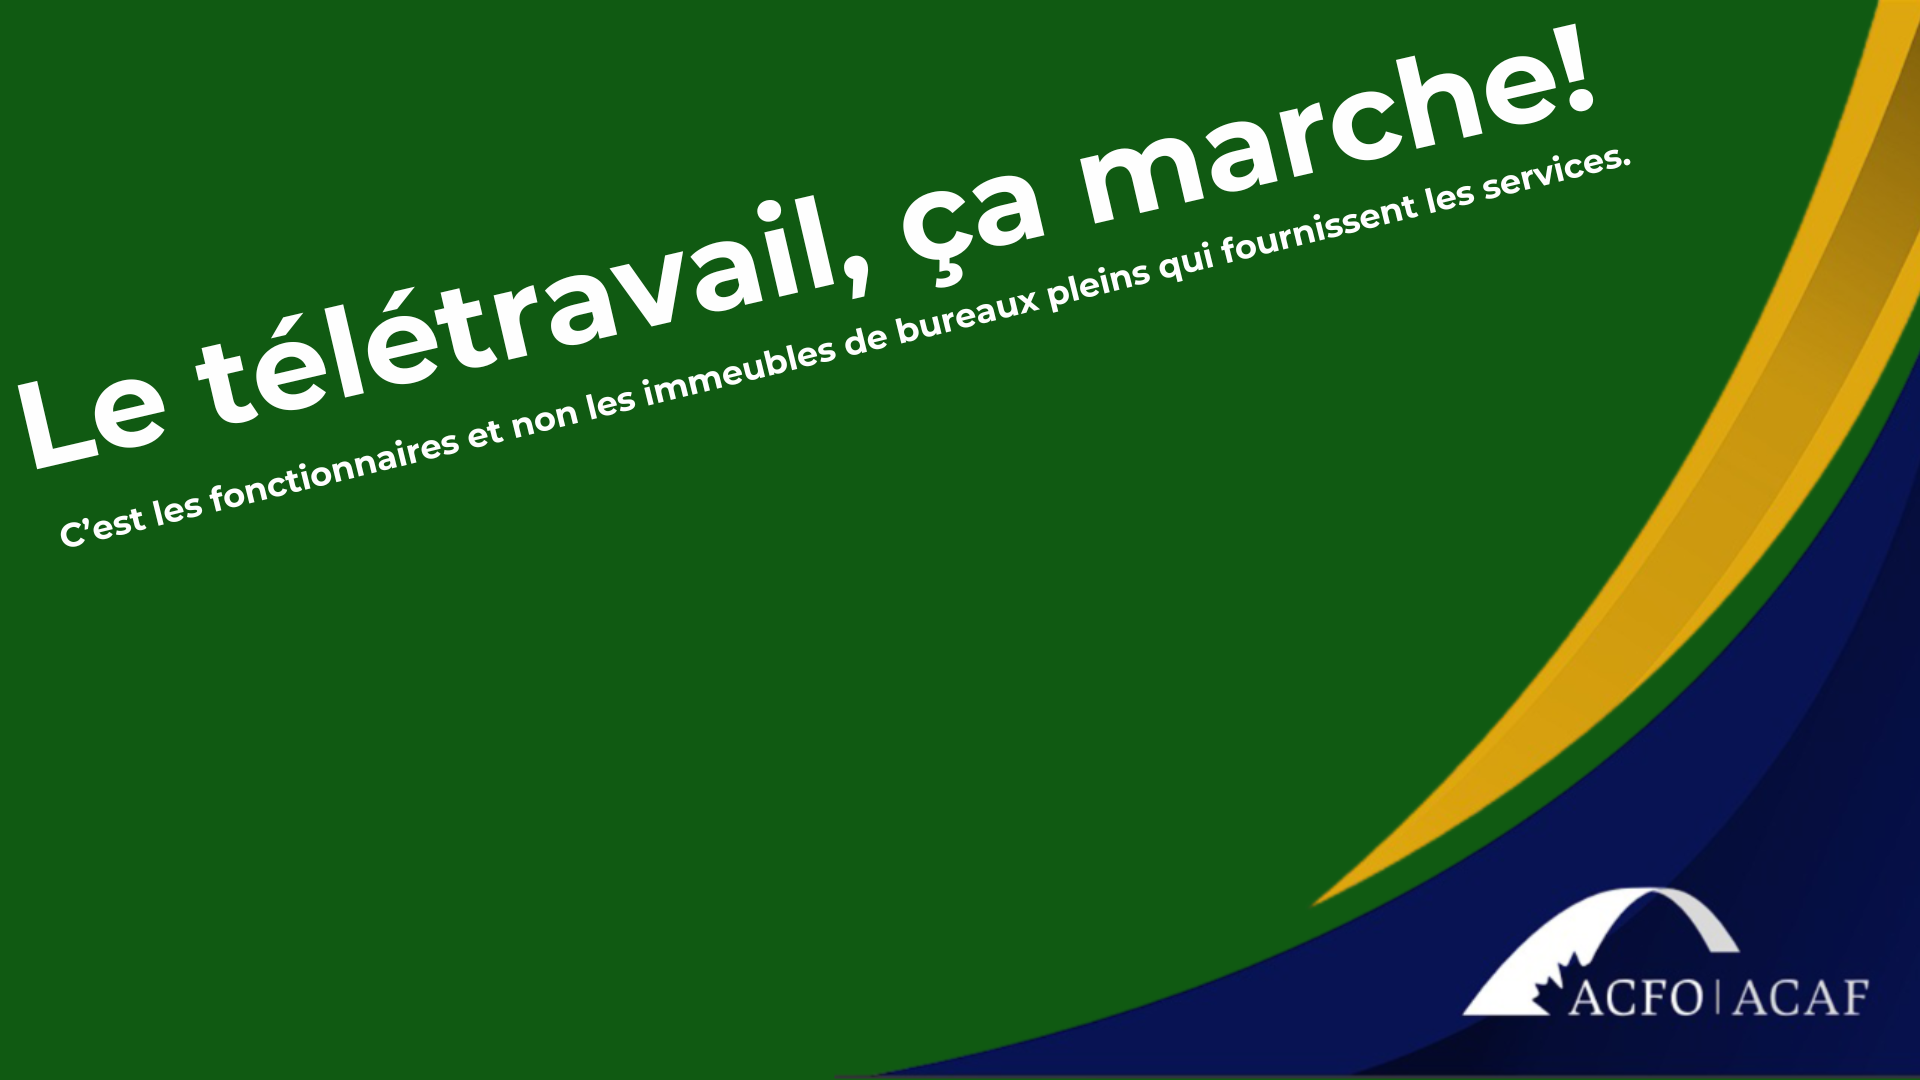 Le télétravail, ça marche!
C’est les fonctionnaires et non les immeubles de bureaux pleins qui fournissent les services.
ACFO | ACAF